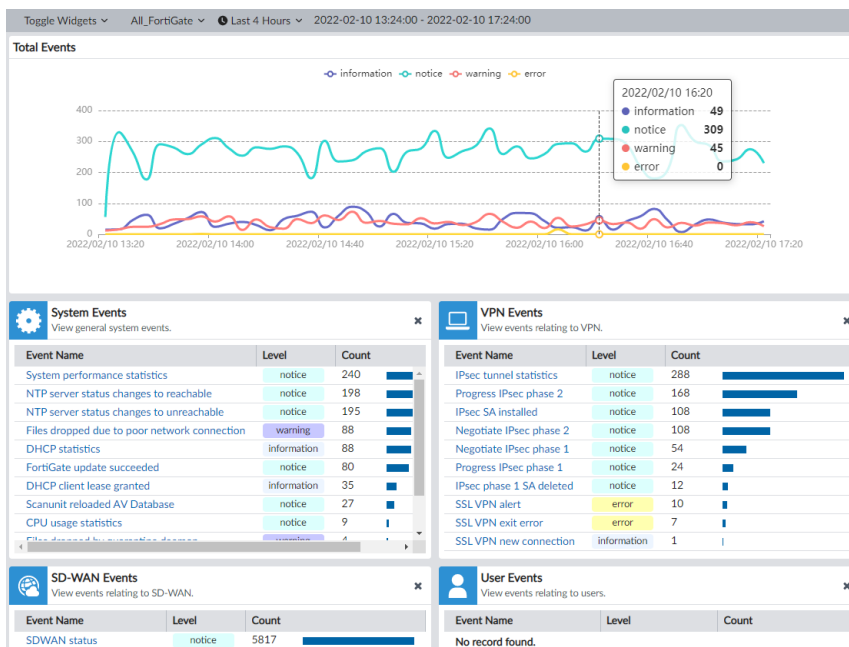 Toggle Widgets All_FortiGate Last 4 Hours 2022-02-10 13:24:00 - 2022-02-10 17:24:00
Total Events
information notice warning error
2022/02/10 16:20
information 49
notice 309
warning 45
error 0
400
300
200
100
0
2022/02/10 13:20 2022/02/10 14:00 2022/02/10 14:40 2022/02/10 15:20 2022/02/10 16:00 2022/02/10 16:40 2022/02/10 17:20
System Events
View general system events.
Event Name Level Count
System performance statistics notice 240
NTP server status changes to reachable notice 198
NTP server status changes to unreachable notice 195
Files dropped due to poor network connection warning 88
DHCP statistics information 88
FortiGate update succeeded notice 80
DHCP client lease granted information 35
Scanunit reloaded AV Database notice 27
CPU usage statistics notice 9
Files dropped by quarantine daemon warning 4
VPN Events
View events relating to VPN.
Event Name Level Count
IPsec tunnel statistics notice 288
Progress IPsec phase 2 notice 168
IPsec SA installed notice 108
Negotiate IPsec phase 2 notice 108
Negotiate IPsec phase 1 notice 54
Progress IPsec phase 1 notice 24
IPsec phase 1 SA deleted notice 12
SSL VPN alert error 10
SSL VPN exit error error 7
SSL VPN new connection information 1
SD-WAN Events
View events relating to SD-WAN.
Event Name Level Count
SDWAN status notice 5817
User Events
View events relating to users.
Event Name Level Count
No record found.